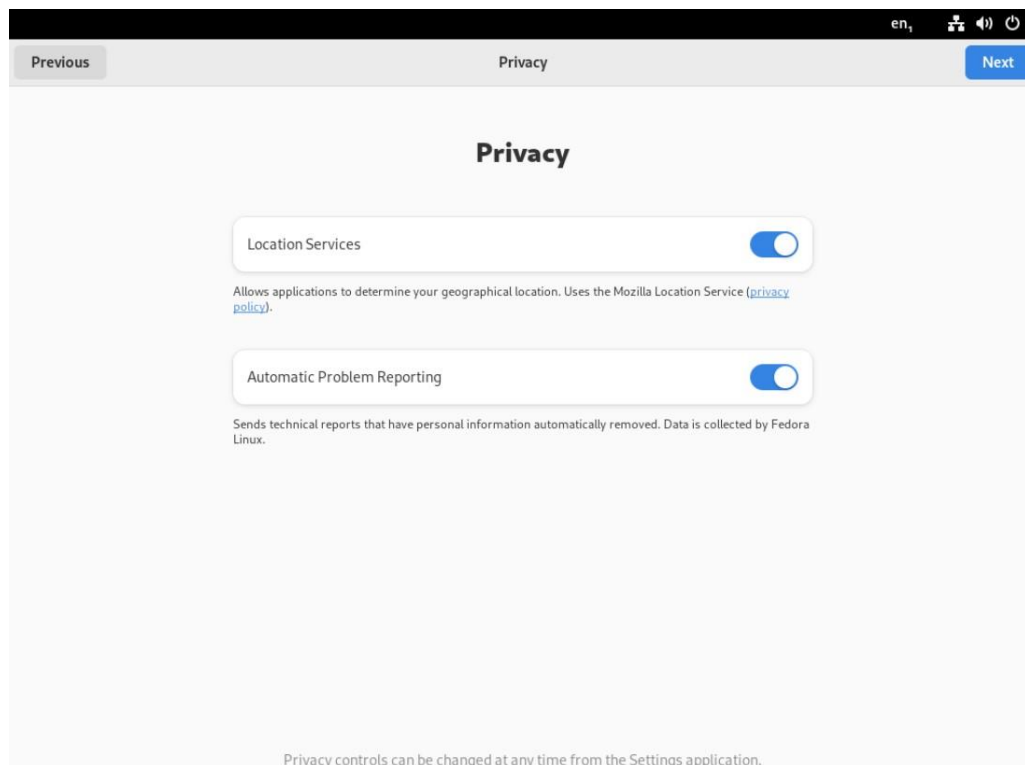 en₁
Previous Privacy Next
Privacy
Location Services
Allows applications to determine your geographical location. Uses the Mozilla Location Service (privacy
policy).
Automatic Problem Reporting
Sends technical reports that have personal information automatically removed. Data is collected by Fedora
Linux.
Privacy controls can be changed at any time from the Settings application.